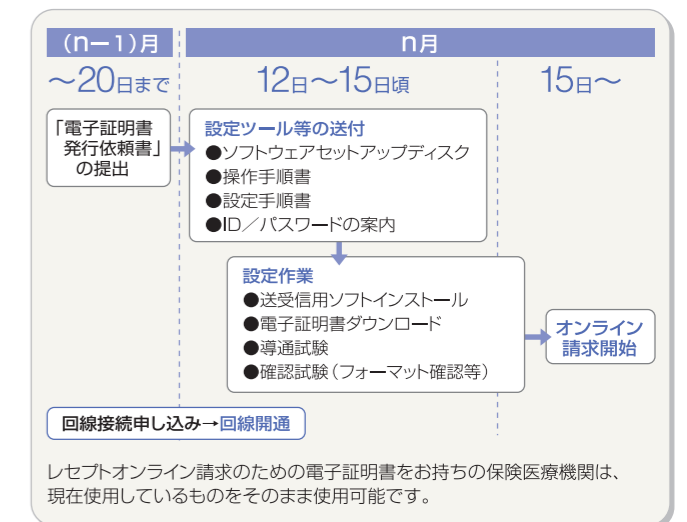 (n−1)月
n月
〜20日まで
12日〜15日頃
15日〜
「電子証明書
発行依頼書」
の提出
設定ツール等の送付
●ソフトウェアセットアップディスク
●操作手順書
●設定手順書
●ID／パスワードの案内
設定作業
●送受信用ソフトインストール
●電子証明書ダウンロード
●導通試験
●確認試験（フォーマット確認等）
オンライン
請求開始
回線接続申し込み→回線開通
レセプトオンライン請求のための電子証明書をお持ちの保険医療機関は、
現在使用しているものをそのまま使用可能です。